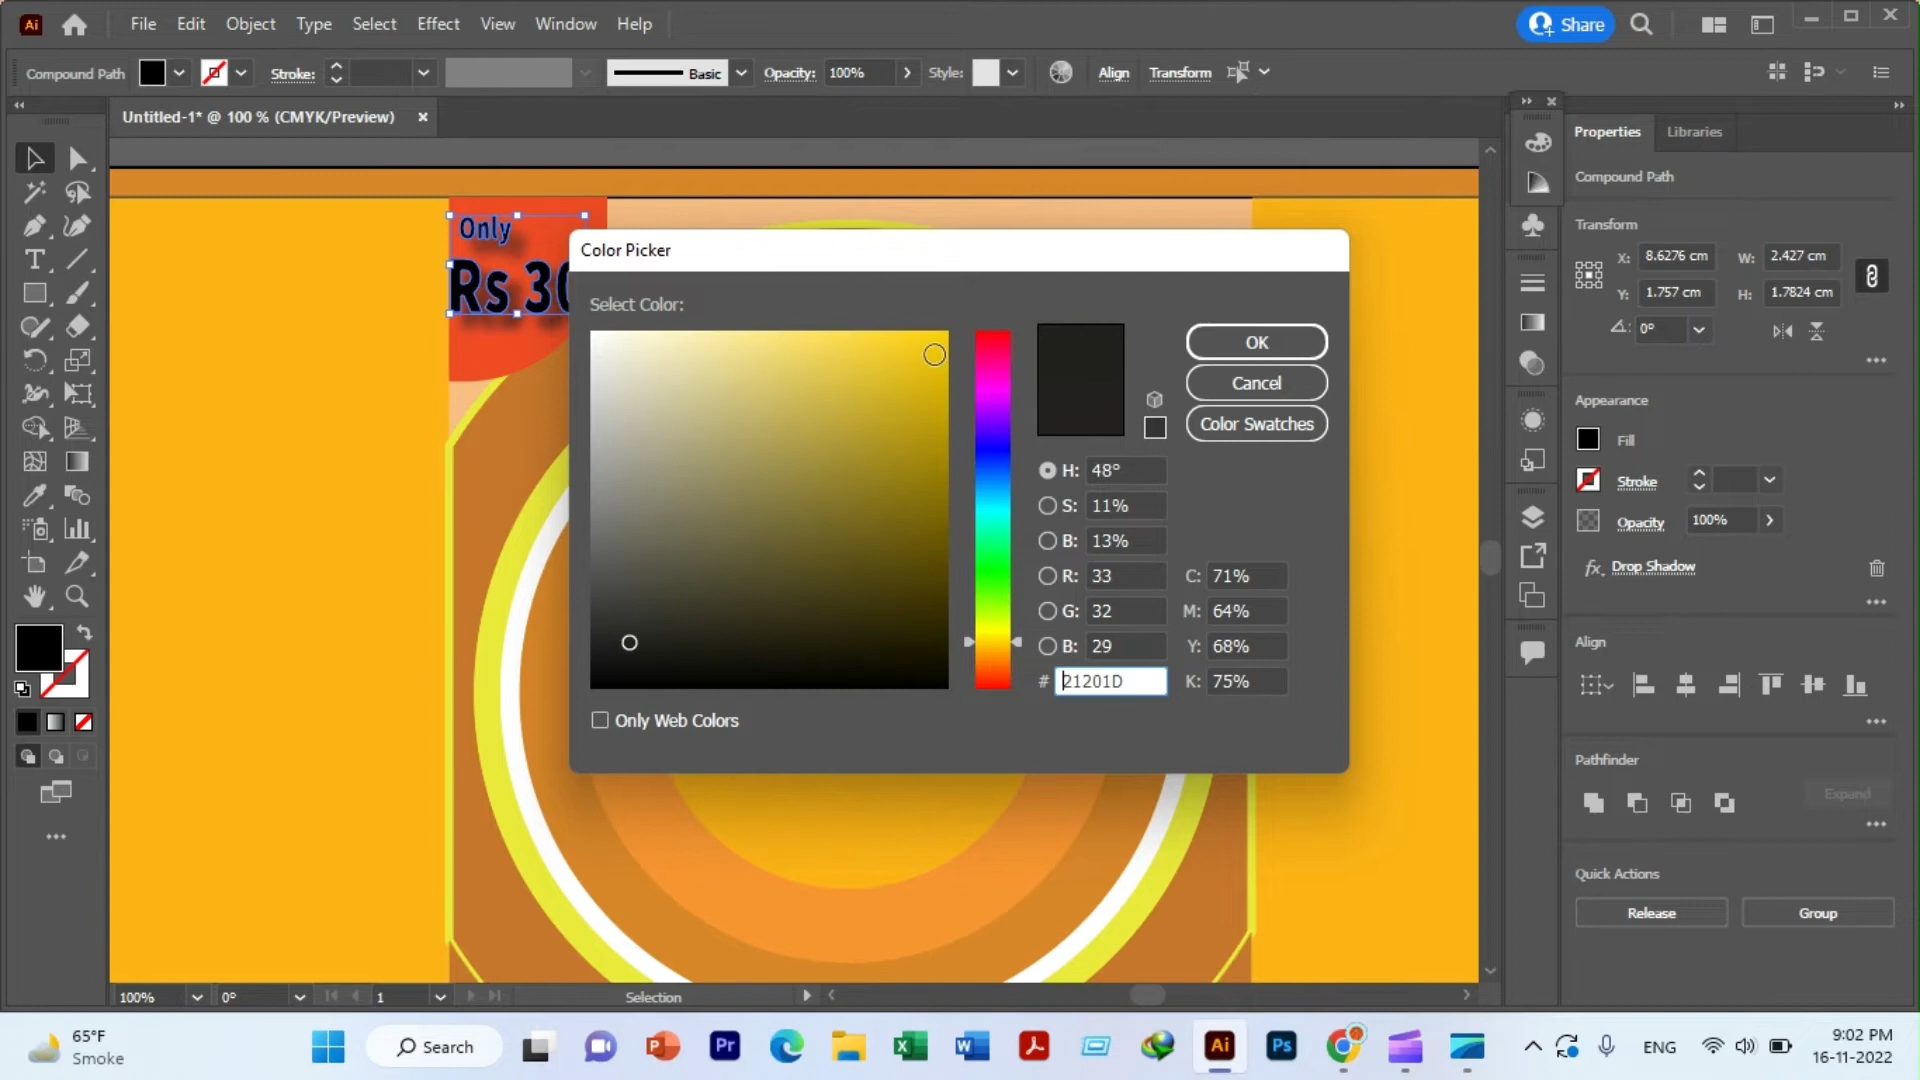 Ai File Edit Object Type Select Effect View Window Help Share
Compound Path Stroke: Basic Opacity: 100% Style: Align Transform
Untitled-1* @ 100 % (CMYK/Preview) ×
Properties Libraries
Compound Path
Only
Rs 30
Color Picker
Select Color:
OK
Cancel
Color Swatches
H: 48°
S: 11%
B: 13%
R: 33 C: 71%
G: 32 M: 64%
B: 29 Y: 68%
# 21201D K: 75%
Only Web Colors
Transform
X: 8.6276 cm W: 2.427 cm
Y: 1.757 cm H: 1.7824 cm
0°
Appearance
Fill
Stroke
Opacity 100%
fx Drop Shadow
Align
Pathfinder
Expand
Quick Actions
Release Group
100% 0° 1 Selection
65°F
Smoke
Search
Pr
Ai
Ps
ENG
9:02 PM
16-11-2022